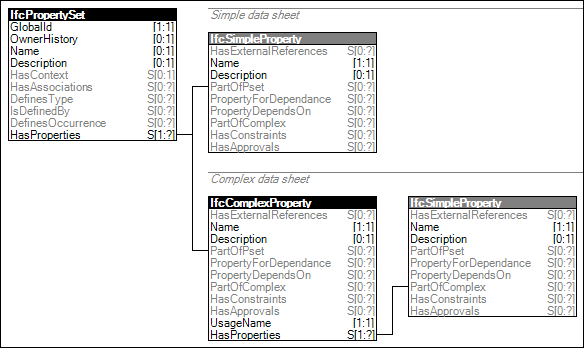 IfcPropertySet
GlobalId [1:1]
OwnerHistory [0:1]
Name [0:1]
Description [0:1]
HasContext S[0:1]
HasAssociations S[0:?]
DefinesType S[0:?]
IsDefinedBy S[0:?]
DefinesOccurrence S[0:?]
HasProperties S[1:?]
Simple data sheet
IfcSimpleProperty
HasExternalReferences S[0:?]
Name [1:1]
Description [0:1]
PartOfPset S[0:?]
PropertyForDependance S[0:?]
PropertyDependsOn S[0:?]
PartOfComplex S[0:?]
HasConstraints S[0:?]
HasApprovals S[0:?]
Complex data sheet
IfcComplexProperty
HasExternalReferences S[0:?]
Name [1:1]
Description [0:1]
PartOfPset S[0:?]
PropertyForDependance S[0:?]
PropertyDependsOn S[0:?]
PartOfComplex S[0:?]
HasConstraints S[0:?]
HasApprovals S[0:?]
UsageName [1:1]
HasProperties S[1:?]
IfcSimpleProperty
HasExternalReferences S[0:?]
Name [1:1]
Description [0:1]
PartOfPset S[0:?]
PropertyForDependance S[0:?]
PropertyDependsOn S[0:?]
PartOfComplex S[0:?]
HasConstraints S[0:?]
HasApprovals S[0:?]